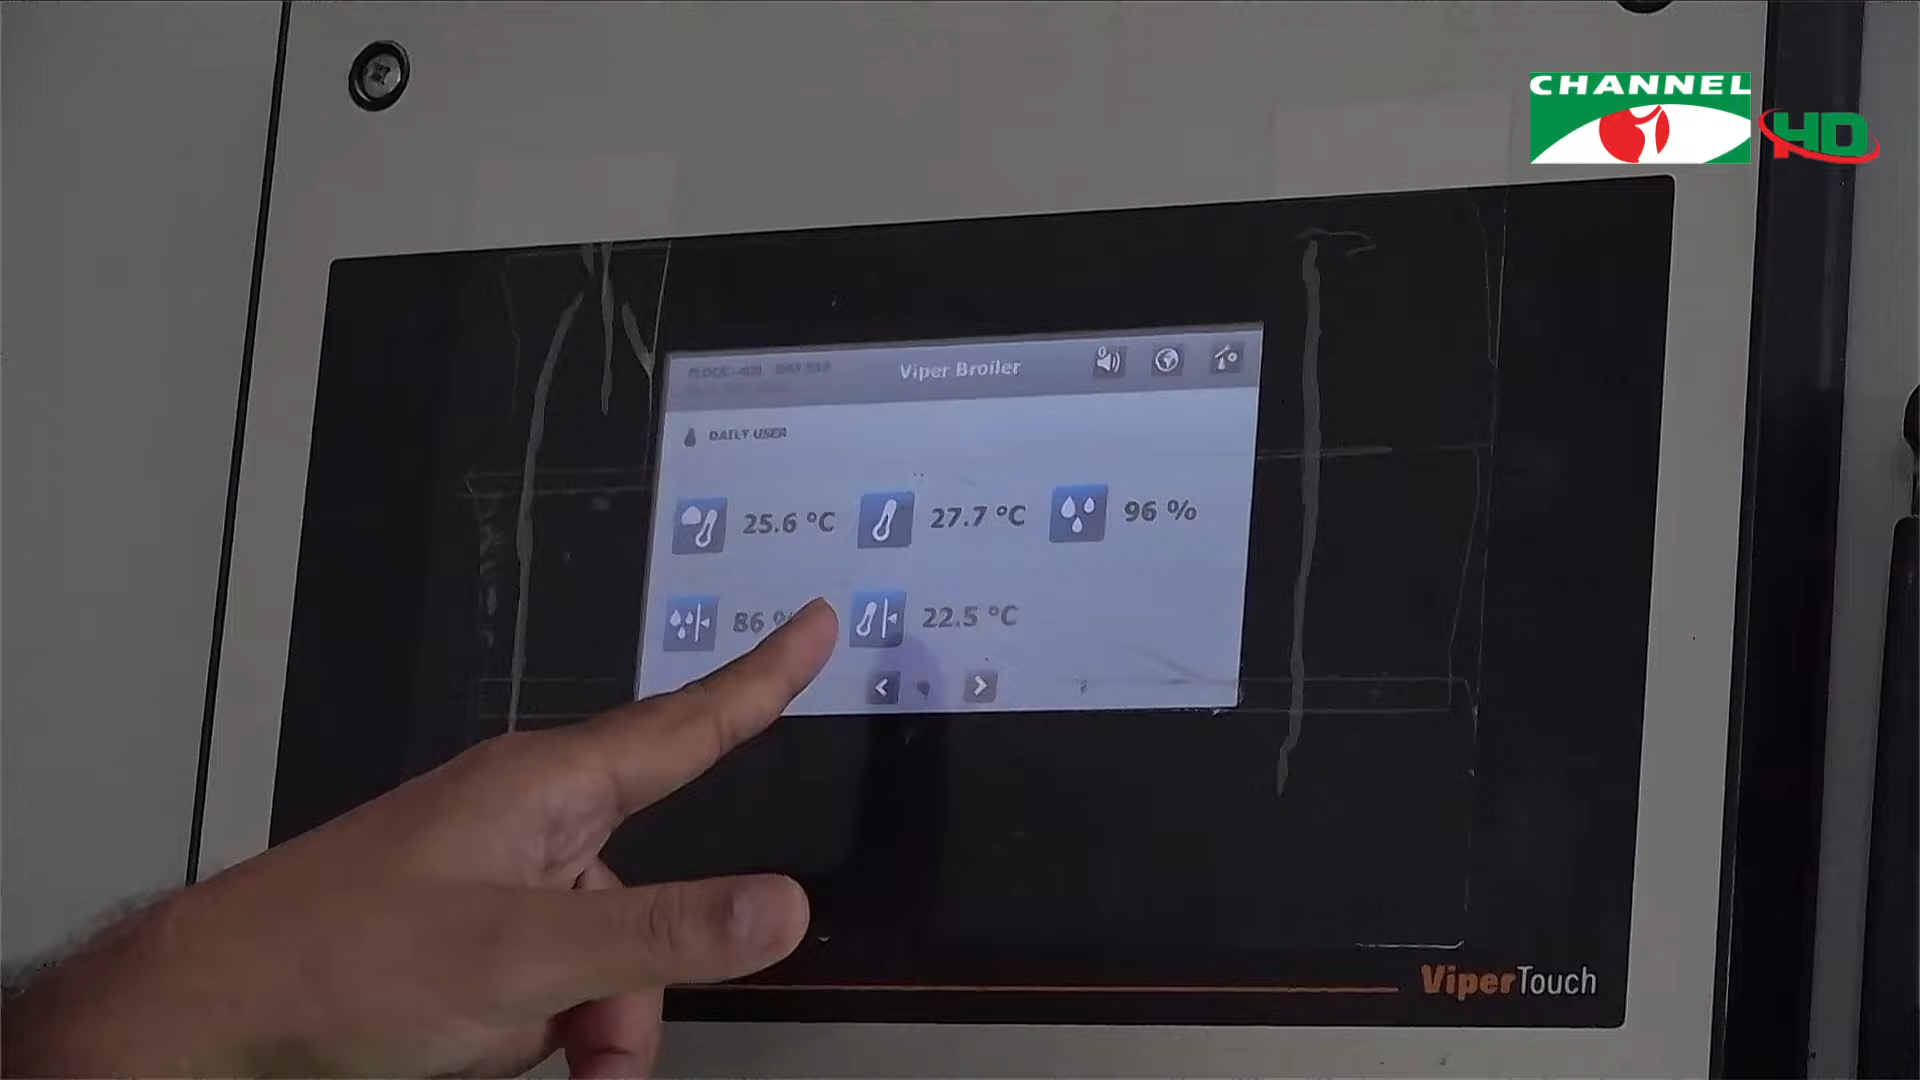 CHANNEL
HD
Viper Broiler
DAILY USER
25.6 °C
27.7 °C
96 %
86 %
22.5 °C
ViperTouch